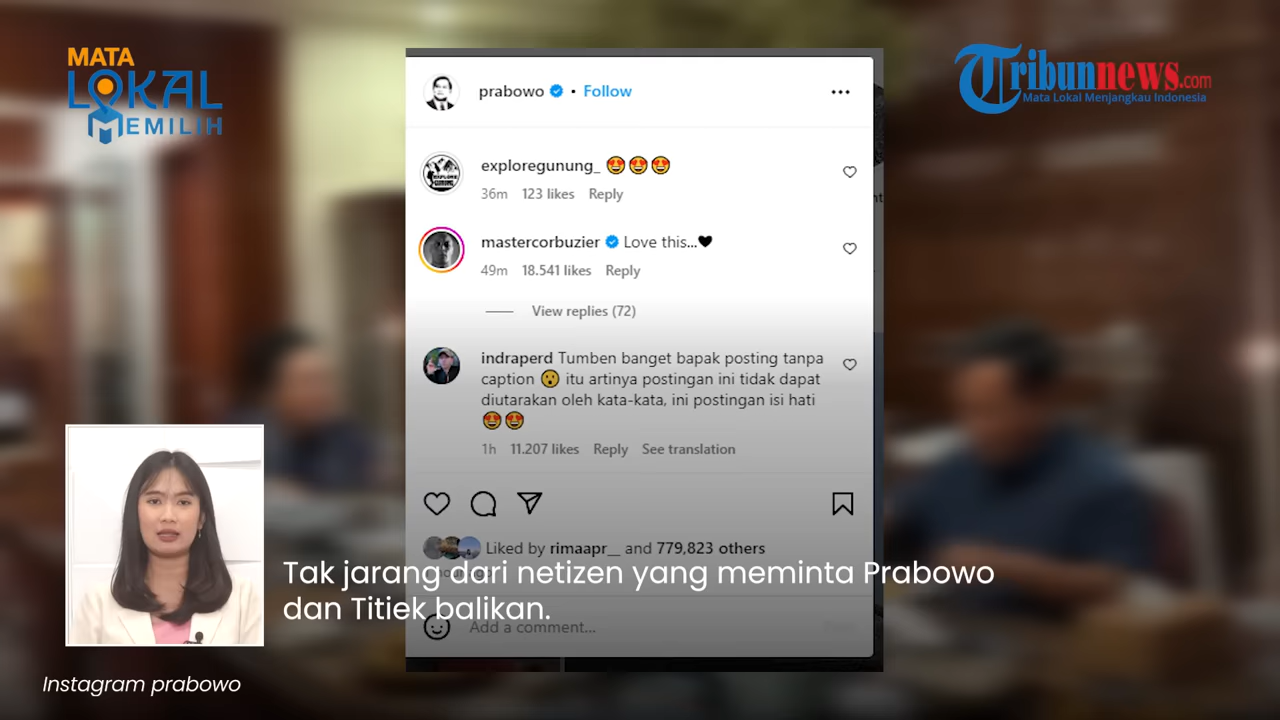 MATA
LOKAL
MEMILIH
Tribunnews.com
Mata Lokal Menjangkau Indonesia
prabowo • Follow
exploregunung_ 😍😍😍
36m 123 likes Reply
mastercorbuzier Love this...🖤
49m 18.541 likes Reply
View replies (72)
indraperd Tumben banget bapak posting tanpa
caption 😮 itu artinya postingan ini tidak dapat
diutarakan oleh kata-kata, ini postingan isi hati
😍😍
1h 11.207 likes Reply See translation
Liked by rimaapr__ and 779,823 others
Tak jarang dari netizen yang meminta Prabowo
dan Titiek balikan.
Add a comment...
Instagram prabowo